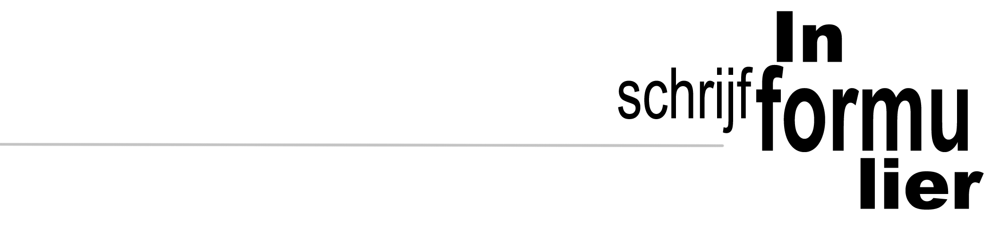 In
schrijf formu
lier